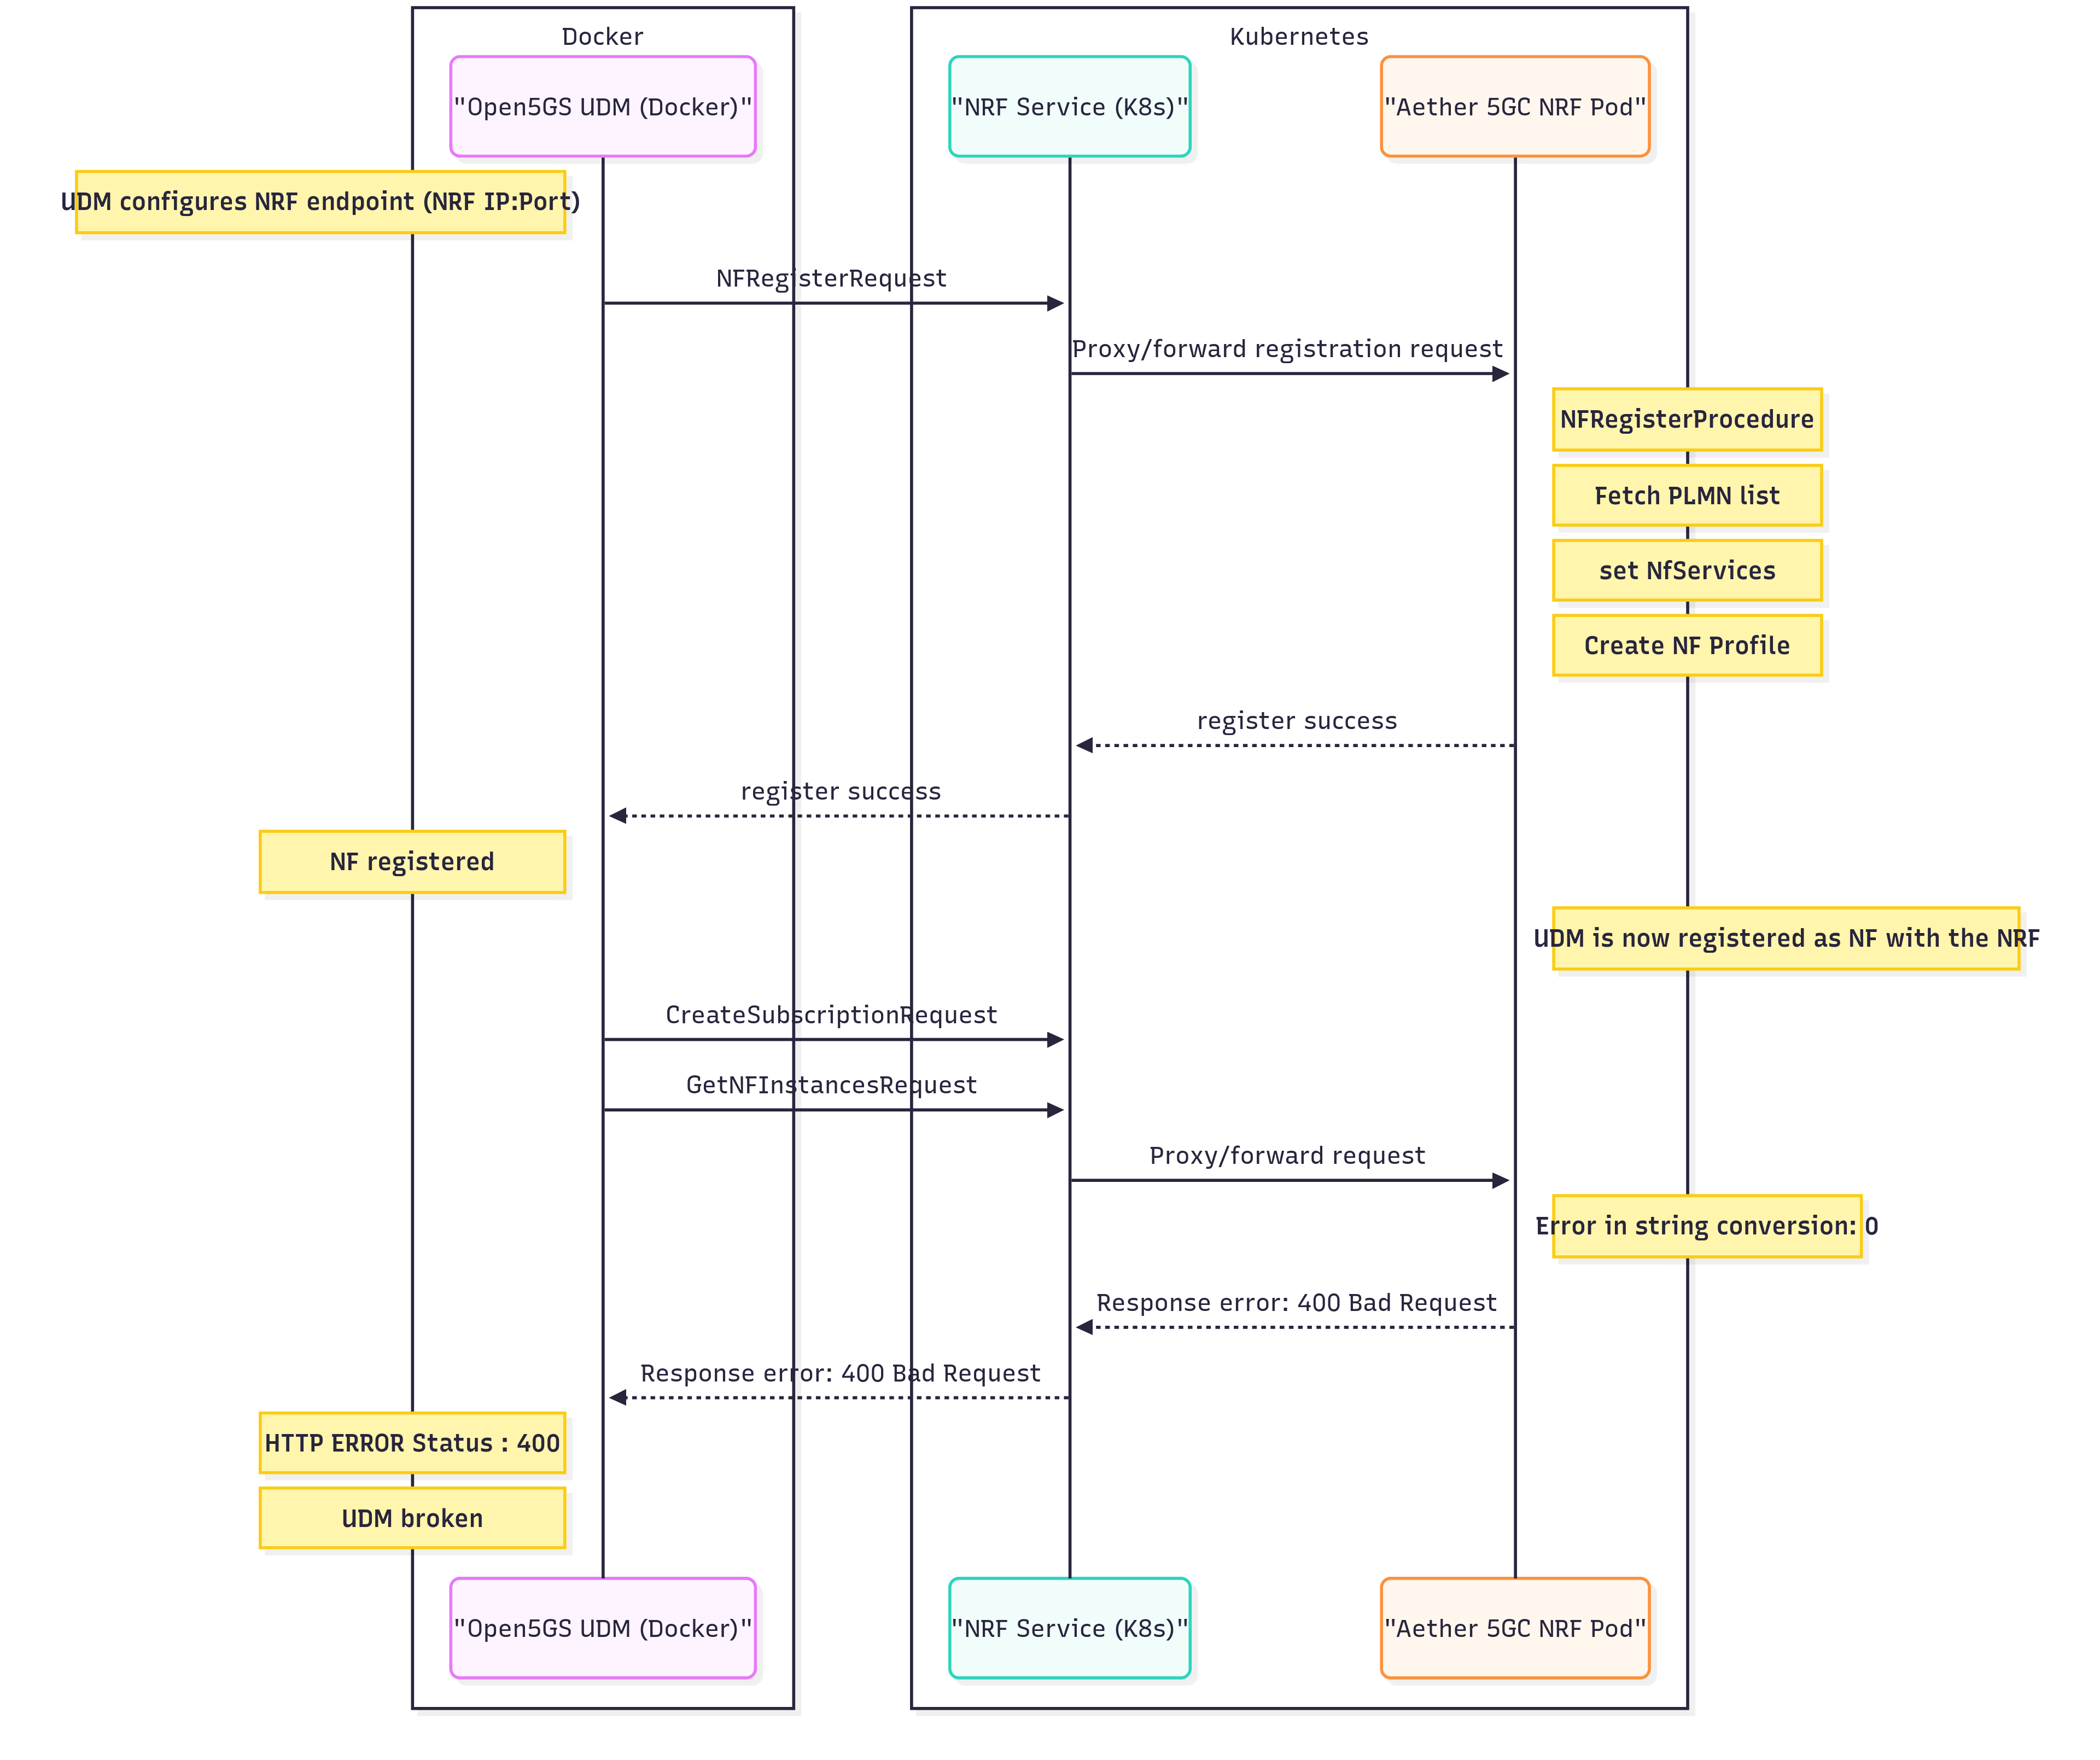 Docker
Kubernetes
"Open5GS UDM (Docker)"
"NRF Service (K8s)"
"Aether 5GC NRF Pod"
UDM configures NRF endpoint (NRF IP:Port)
NFRegisterRequest
Proxy/forward registration request
NFRegisterProcedure
Fetch PLMN list
set NfServices
Create NF Profile
register success
register success
NF registered
UDM is now registered as NF with the NRF
CreateSubscriptionRequest
GetNFInstancesRequest
Proxy/forward request
Error in string conversion: 0
Response error: 400 Bad Request
Response error: 400 Bad Request
HTTP ERROR Status : 400
UDM broken
"Open5GS UDM (Docker)"
"NRF Service (K8s)"
"Aether 5GC NRF Pod"